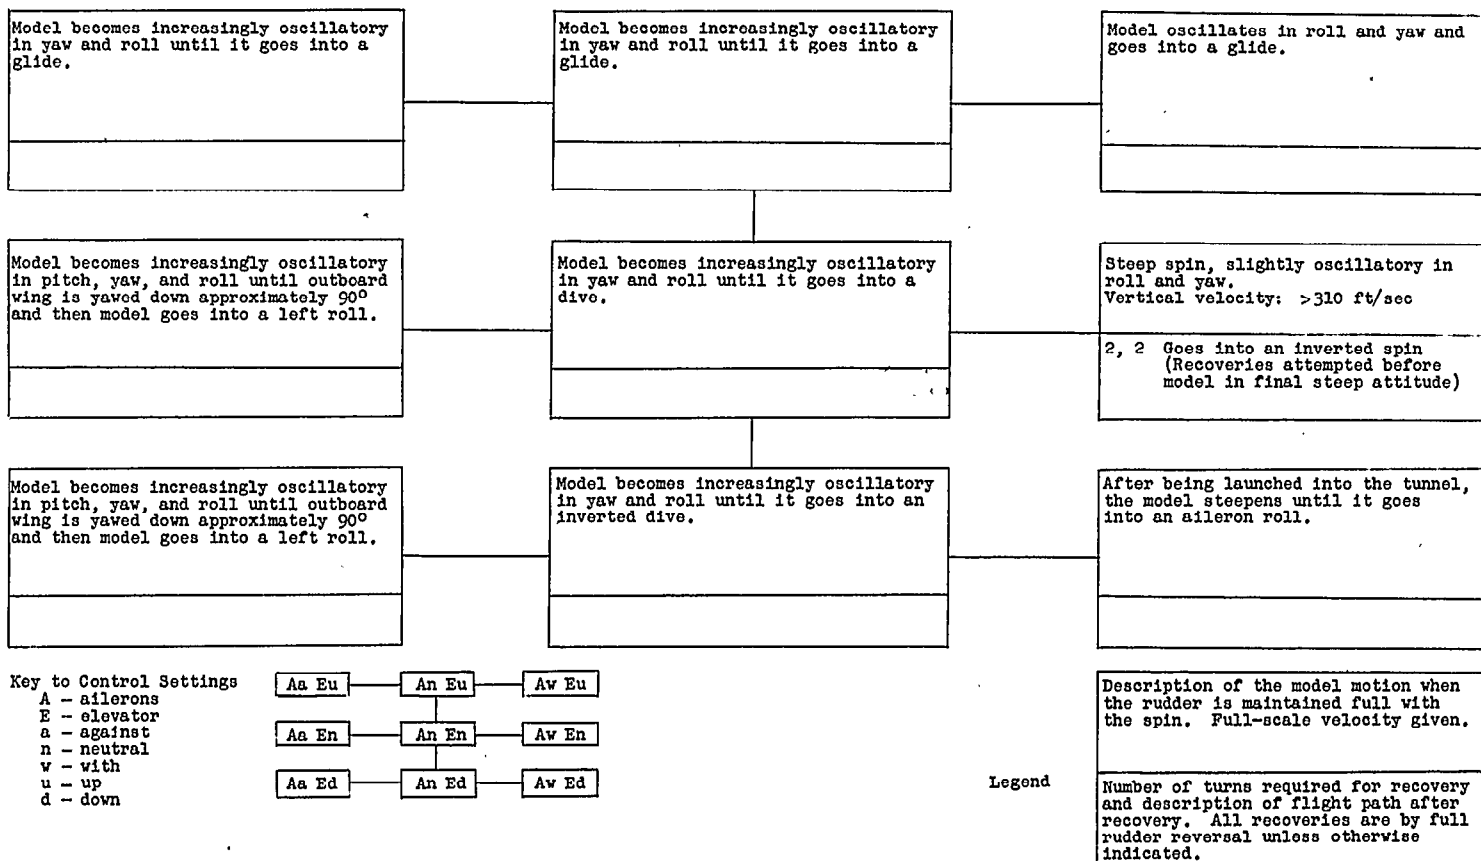 Model becomes increasingly oscillatory
in yaw and roll until it goes into a
glide.
Model becomes increasingly oscillatory
in yaw and roll until it goes into a
glide.
Model oscillates in roll and yaw and
goes into a glide.
Model becomes increasingly oscillatory
in pitch, yaw, and roll until outboard
wing is yawed down approximately 90°
and then model goes into a left roll.
Model becomes increasingly oscillatory
in yaw and roll until it goes into a
dive.
Steep spin, slightly oscillatory in
roll and yaw.
Vertical velocity: >310 ft/sec
2, 2 Goes into an inverted spin
(Recoveries attempted before
model in final steep attitude)
Model becomes increasingly oscillatory
in pitch, yaw, and roll until outboard
wing is yawed down approximately 90°
and then model goes into a left roll.
Model becomes increasingly oscillatory
in yaw and roll until it goes into an
inverted dive.
After being launched into the tunnel,
the model steepens until it goes
into an aileron roll.
Key to Control Settings
A - ailerons
E - elevator
a - against
n - neutral
w - with
u - up
d - down
Aa Eu An Eu Aw Eu
Aa En An En Aw En
Aa Ed An Ed Aw Ed
Legend
Description of the model motion when
the rudder is maintained full with
the spin. Full-scale velocity given.
Number of turns required for recovery
and description of flight path after
recovery. All recoveries are by full
rudder reversal unless otherwise
indicated.